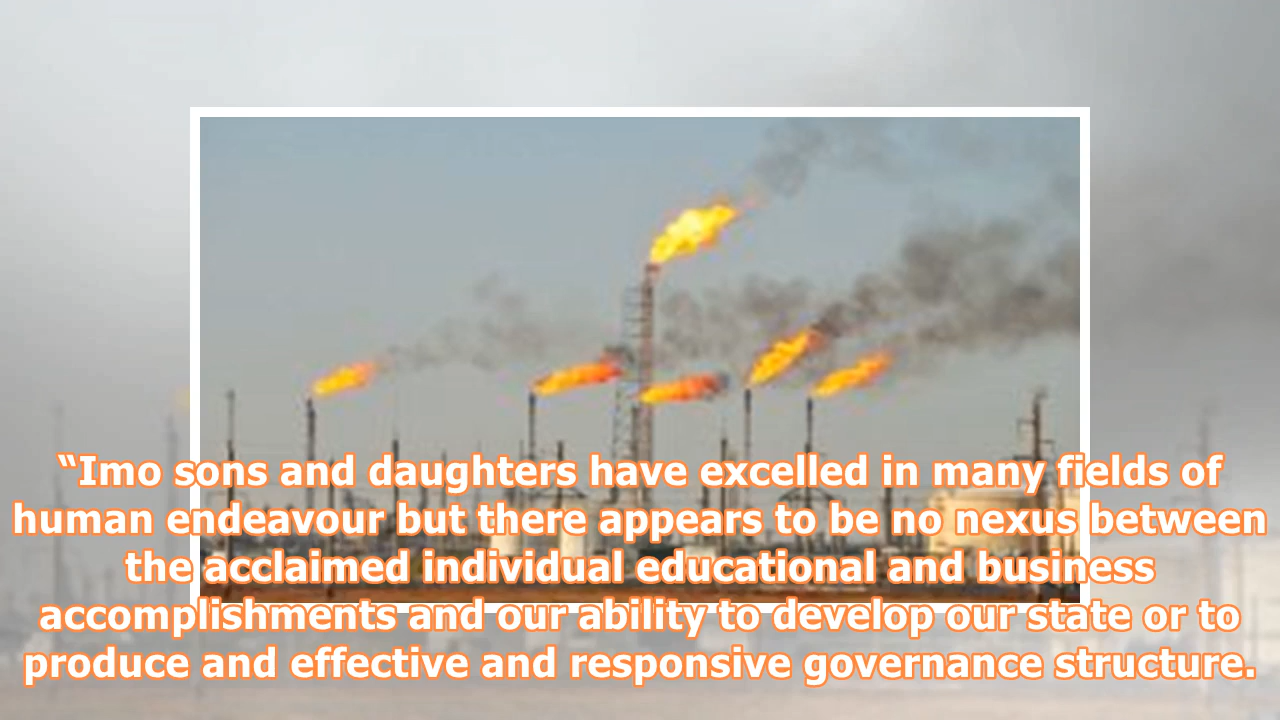 “Imo sons and daughters have excelled in many fields of
human endeavour but there appears to be no nexus between
the acclaimed individual educational and business
accomplishments and our ability to develop our state or to
produce and effective and responsive governance structure.